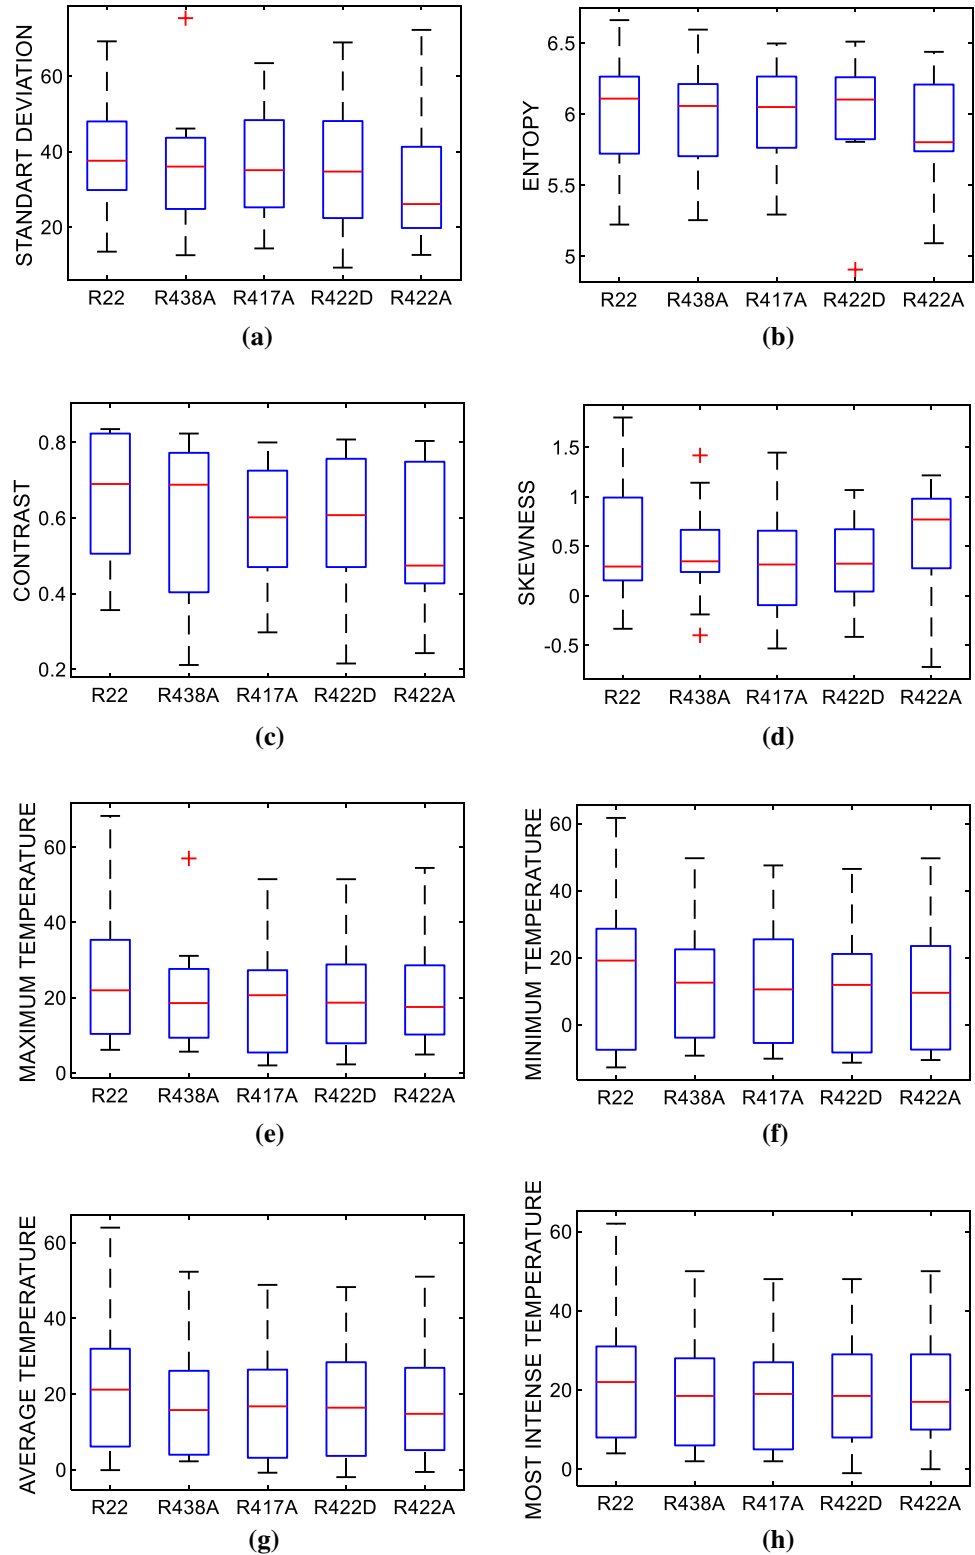 STANDART DEVIATION
60
40
20
R22 R438A R417A R422D R422A
(a)
ENTOPY
6.5
6
5.5
5
R22 R438A R417A R422D R422A
(b)
CONTRAST
0.8
0.6
0.4
0.2
R22 R438A R417A R422D R422A
(c)
SKEWNESS
1.5
1
0.5
0
-0.5
R22 R438A R417A R422D R422A
(d)
MAXIMUM TEMPERATURE
60
40
20
0
R22 R438A R417A R422D R422A
(e)
MINIMUM TEMPERATURE
60
40
20
0
R22 R438A R417A R422D R422A
(f)
AVERAGE TEMPERATURE
60
40
20
0
R22 R438A R417A R422D R422A
(g)
MOST INTENSE TEMPERATURE
60
40
20
0
R22 R438A R417A R422D R422A
(h)